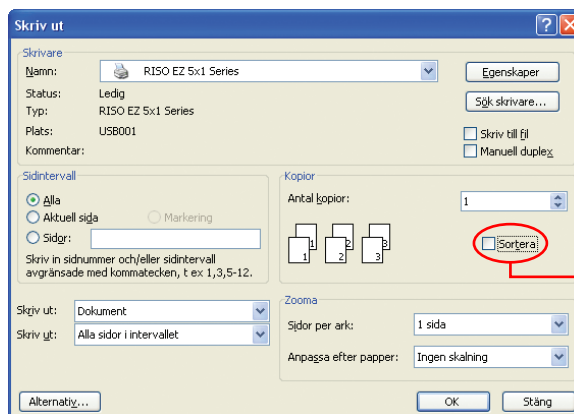 Skriv ut
Skrivare
Namn: RISO EZ 5x1 Series
Egenskaper
Status: Ledig
Sök skrivare...
Typ: RISO EZ 5x1 Series
Plats: USB001
Skriv till fil
Kommentar:
Manuell duplex
Sidintervall
Alla
Aktuell sida
Markering
Sidor:
Skriv in sidnummer och/eller sidintervall
avgränsade med kommatecken, t ex 1,3,5-12.
Kopior
Antal kopior: 1
1 1 2 2 3 3
Sortera
Skriv ut: Dokument
Skriv ut: Alla sidor i intervallet
Zooma
Sidor per ark: 1 sida
Anpassa efter papper: Ingen skalning
Alternativ...
OK
Stäng